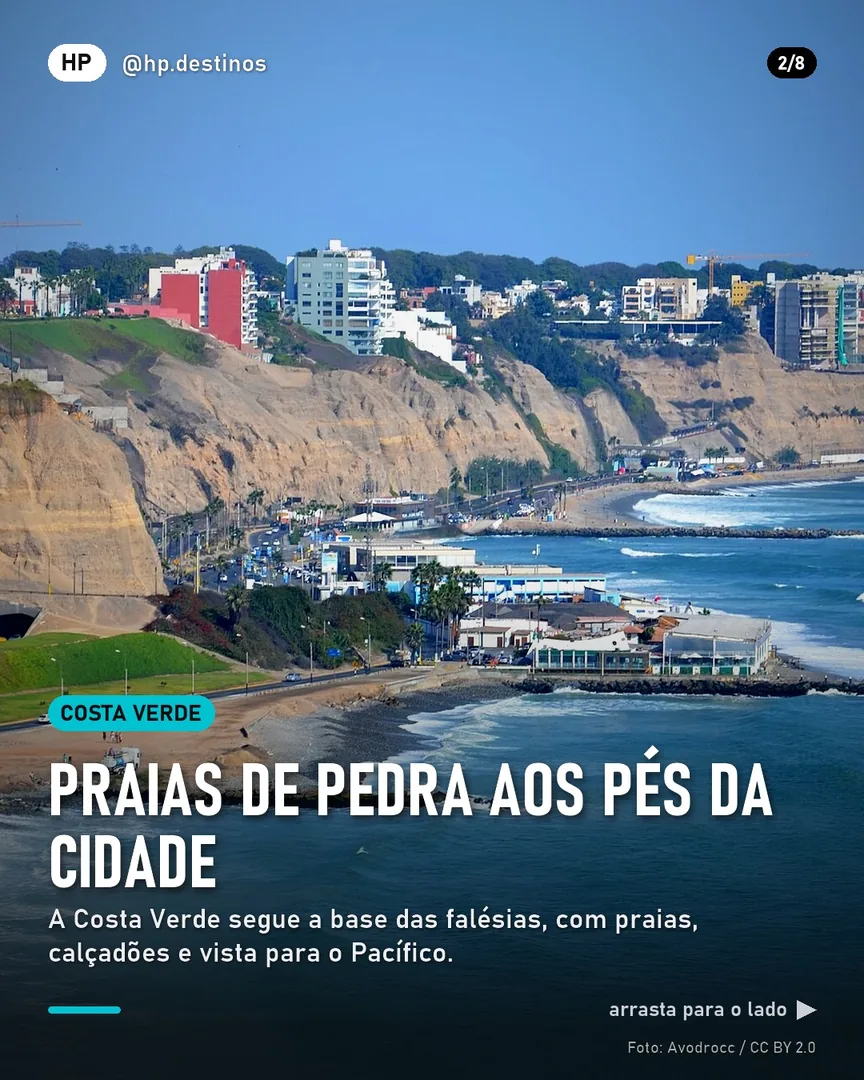 HP @hp.destinos 2/8
COSTA VERDE
PRAIAS DE PEDRA AOS PÉS DA
CIDADE
A Costa Verde segue a base das falésias, com praias,
calçadões e vista para o Pacífico.
arrasta para o lado ▶
Foto: Avodrocc / CC BY 2.0